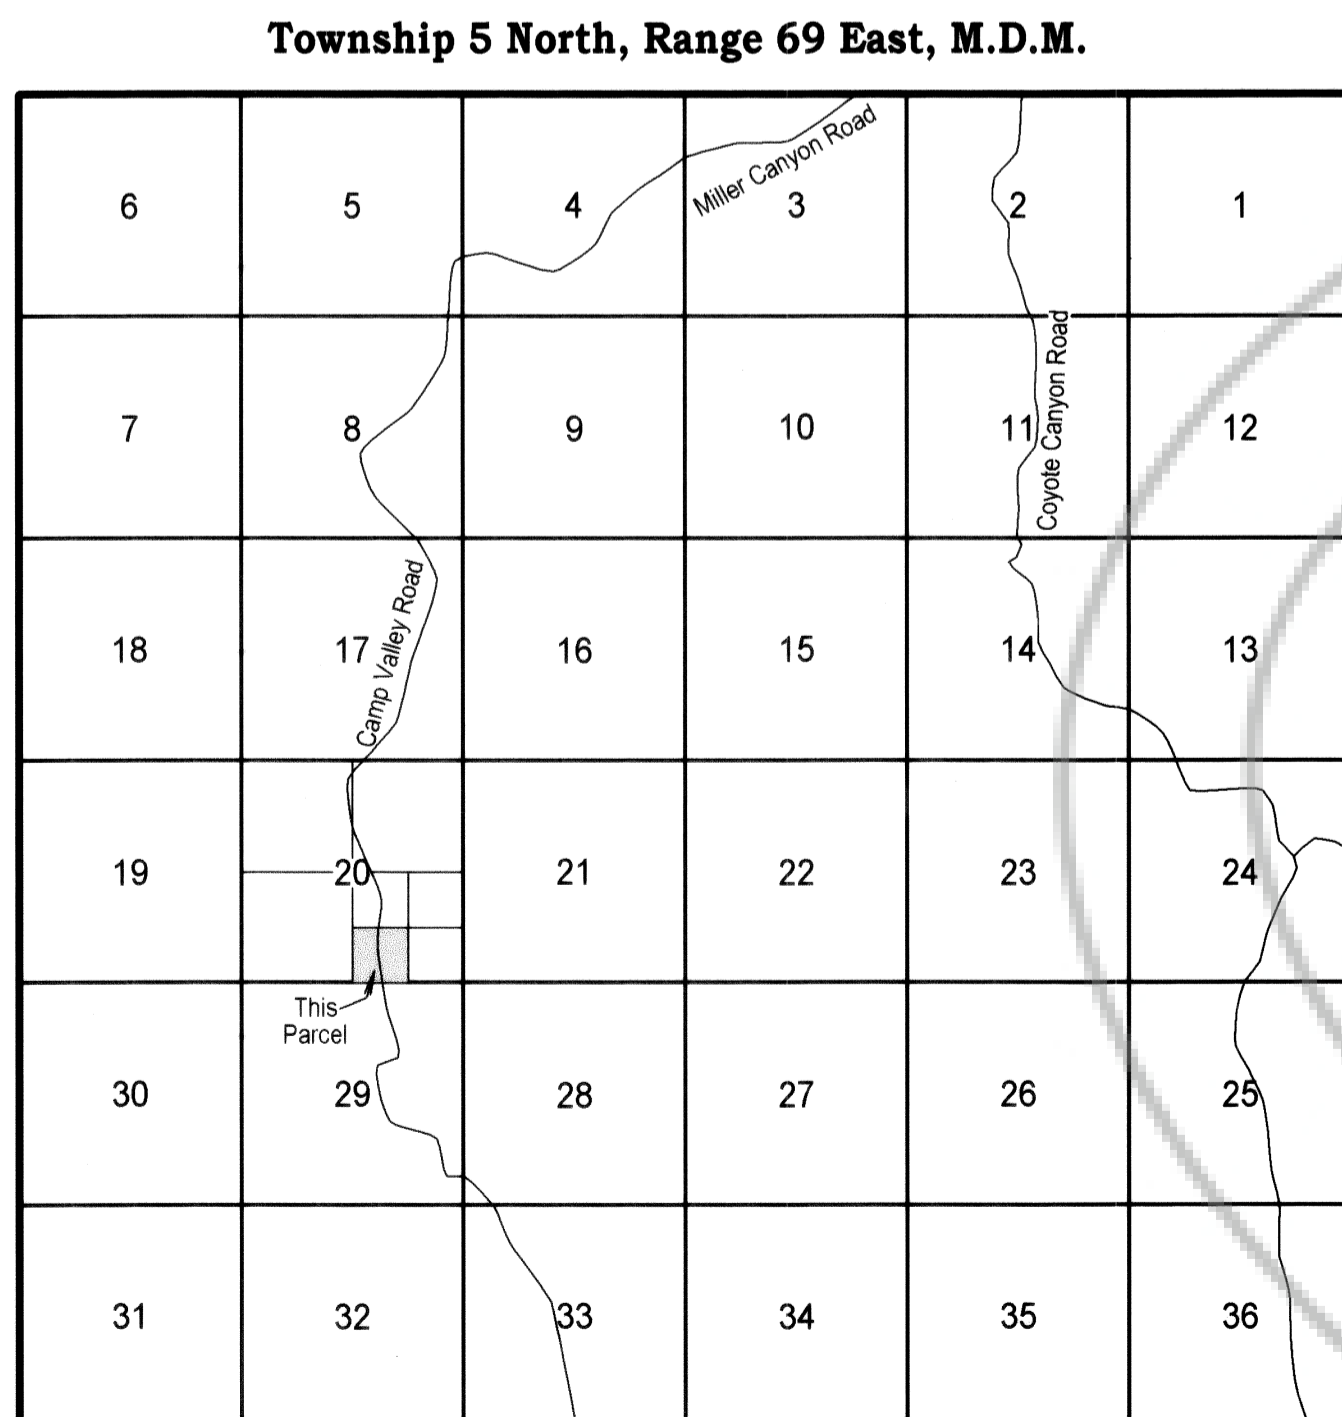 Township 5 North, Range 69 East, M.D.M.
Miller Canyon Road
6 5 4 3 2 1
Coyote Canyon Road
7 8 9 10 11 12
Camp Valley Road
18 17 16 15 14 13
19 20 21 22 23 24
This
Parcel
30 29 28 27 26 25
31 32 33 34 35 36